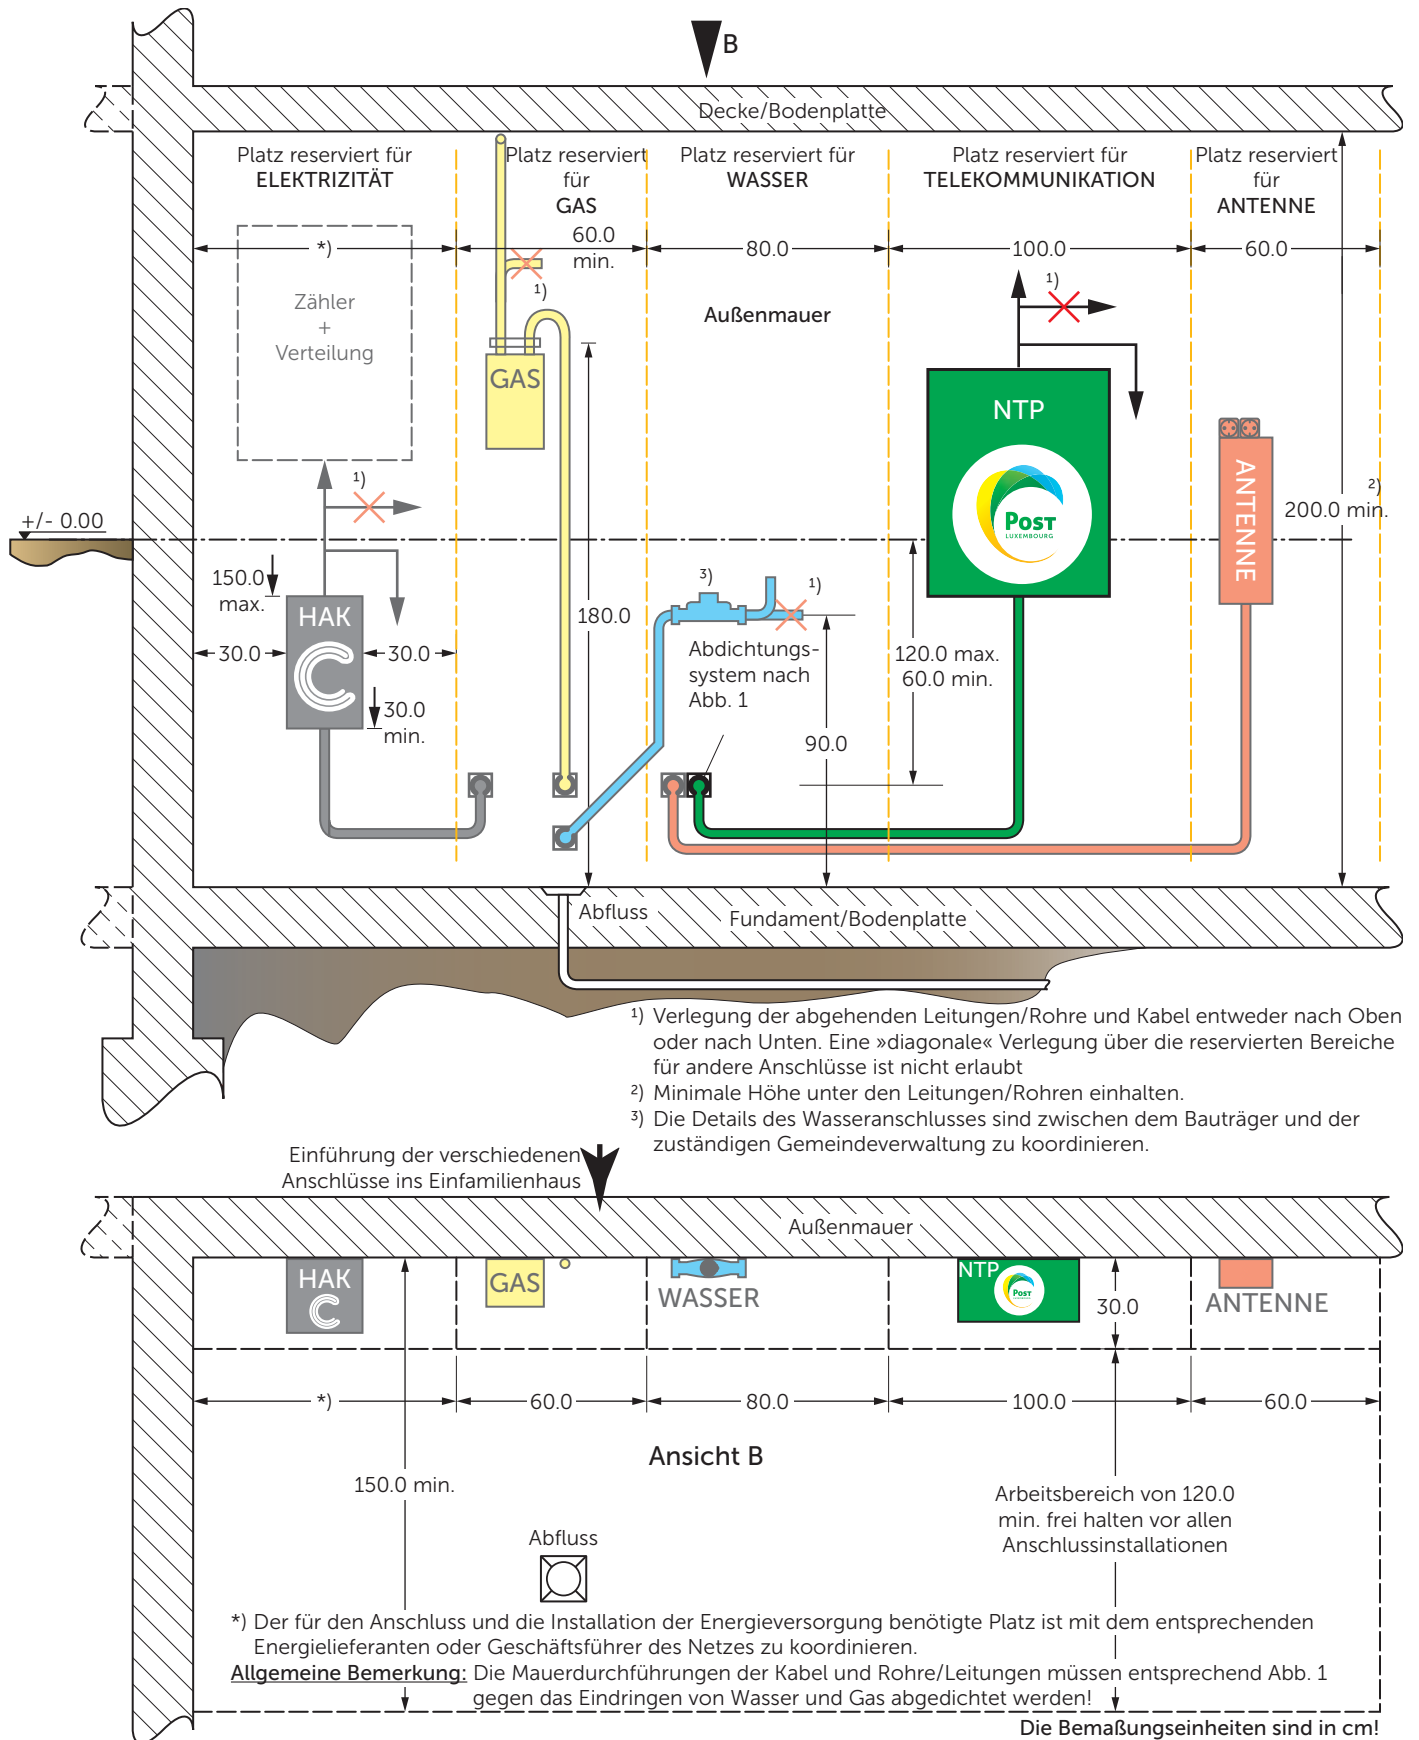 B
Decke/Bodenplatte
Platz reserviert für
ELEKTRIZITÄT
Platz reserviert
für
GAS
Platz reserviert für
WASSER
Platz reserviert für
TELEKOMMUNIKATION
Platz reserviert
für
ANTENNE
*)
60.0
min.
80.0
100.0
60.0
Zähler
+
Verteilung
1)
GAS
Außenmauer
1)
NTP
POST
LUXEMBOURG
ANTENNE
2)
200.0 min.
1)
+/- 0.00
150.0
max.
HAK
30.0
30.0
30.0
min.
180.0
3)
1)
Abdichtungs-
system nach
Abb. 1
90.0
120.0 max.
60.0 min.
Abfluss
Fundament/Bodenplatte
1) Verlegung der abgehenden Leitungen/Rohre und Kabel entweder nach Oben
oder nach Unten. Eine »diagonale« Verlegung über die reservierten Bereiche
für andere Anschlüsse ist nicht erlaubt
2) Minimale Höhe unter den Leitungen/Rohren einhalten.
3) Die Details des Wasseranschlusses sind zwischen dem Bauträger und der
zuständigen Gemeindeverwaltung zu koordinieren.
Einführung der verschiedenen
Anschlüsse ins Einfamilienhaus
Außenmauer
HAK
GAS
WASSER
NTP
POST
30.0
ANTENNE
*)
60.0
80.0
100.0
60.0
Ansicht B
150.0 min.
Arbeitsbereich von 120.0
min. frei halten vor allen
Anschlussinstallationen
Abfluss
*) Der für den Anschluss und die Installation der Energieversorgung benötigte Platz ist mit dem entsprechenden
Energielieferanten oder Geschäftsführer des Netzes zu koordinieren.
Allgemeine Bemerkung: Die Mauerdurchführungen der Kabel und Rohre/Leitungen müssen entsprechend Abb. 1
gegen das Eindringen von Wasser und Gas abgedichtet werden!
Die Bemaßungseinheiten sind in cm!